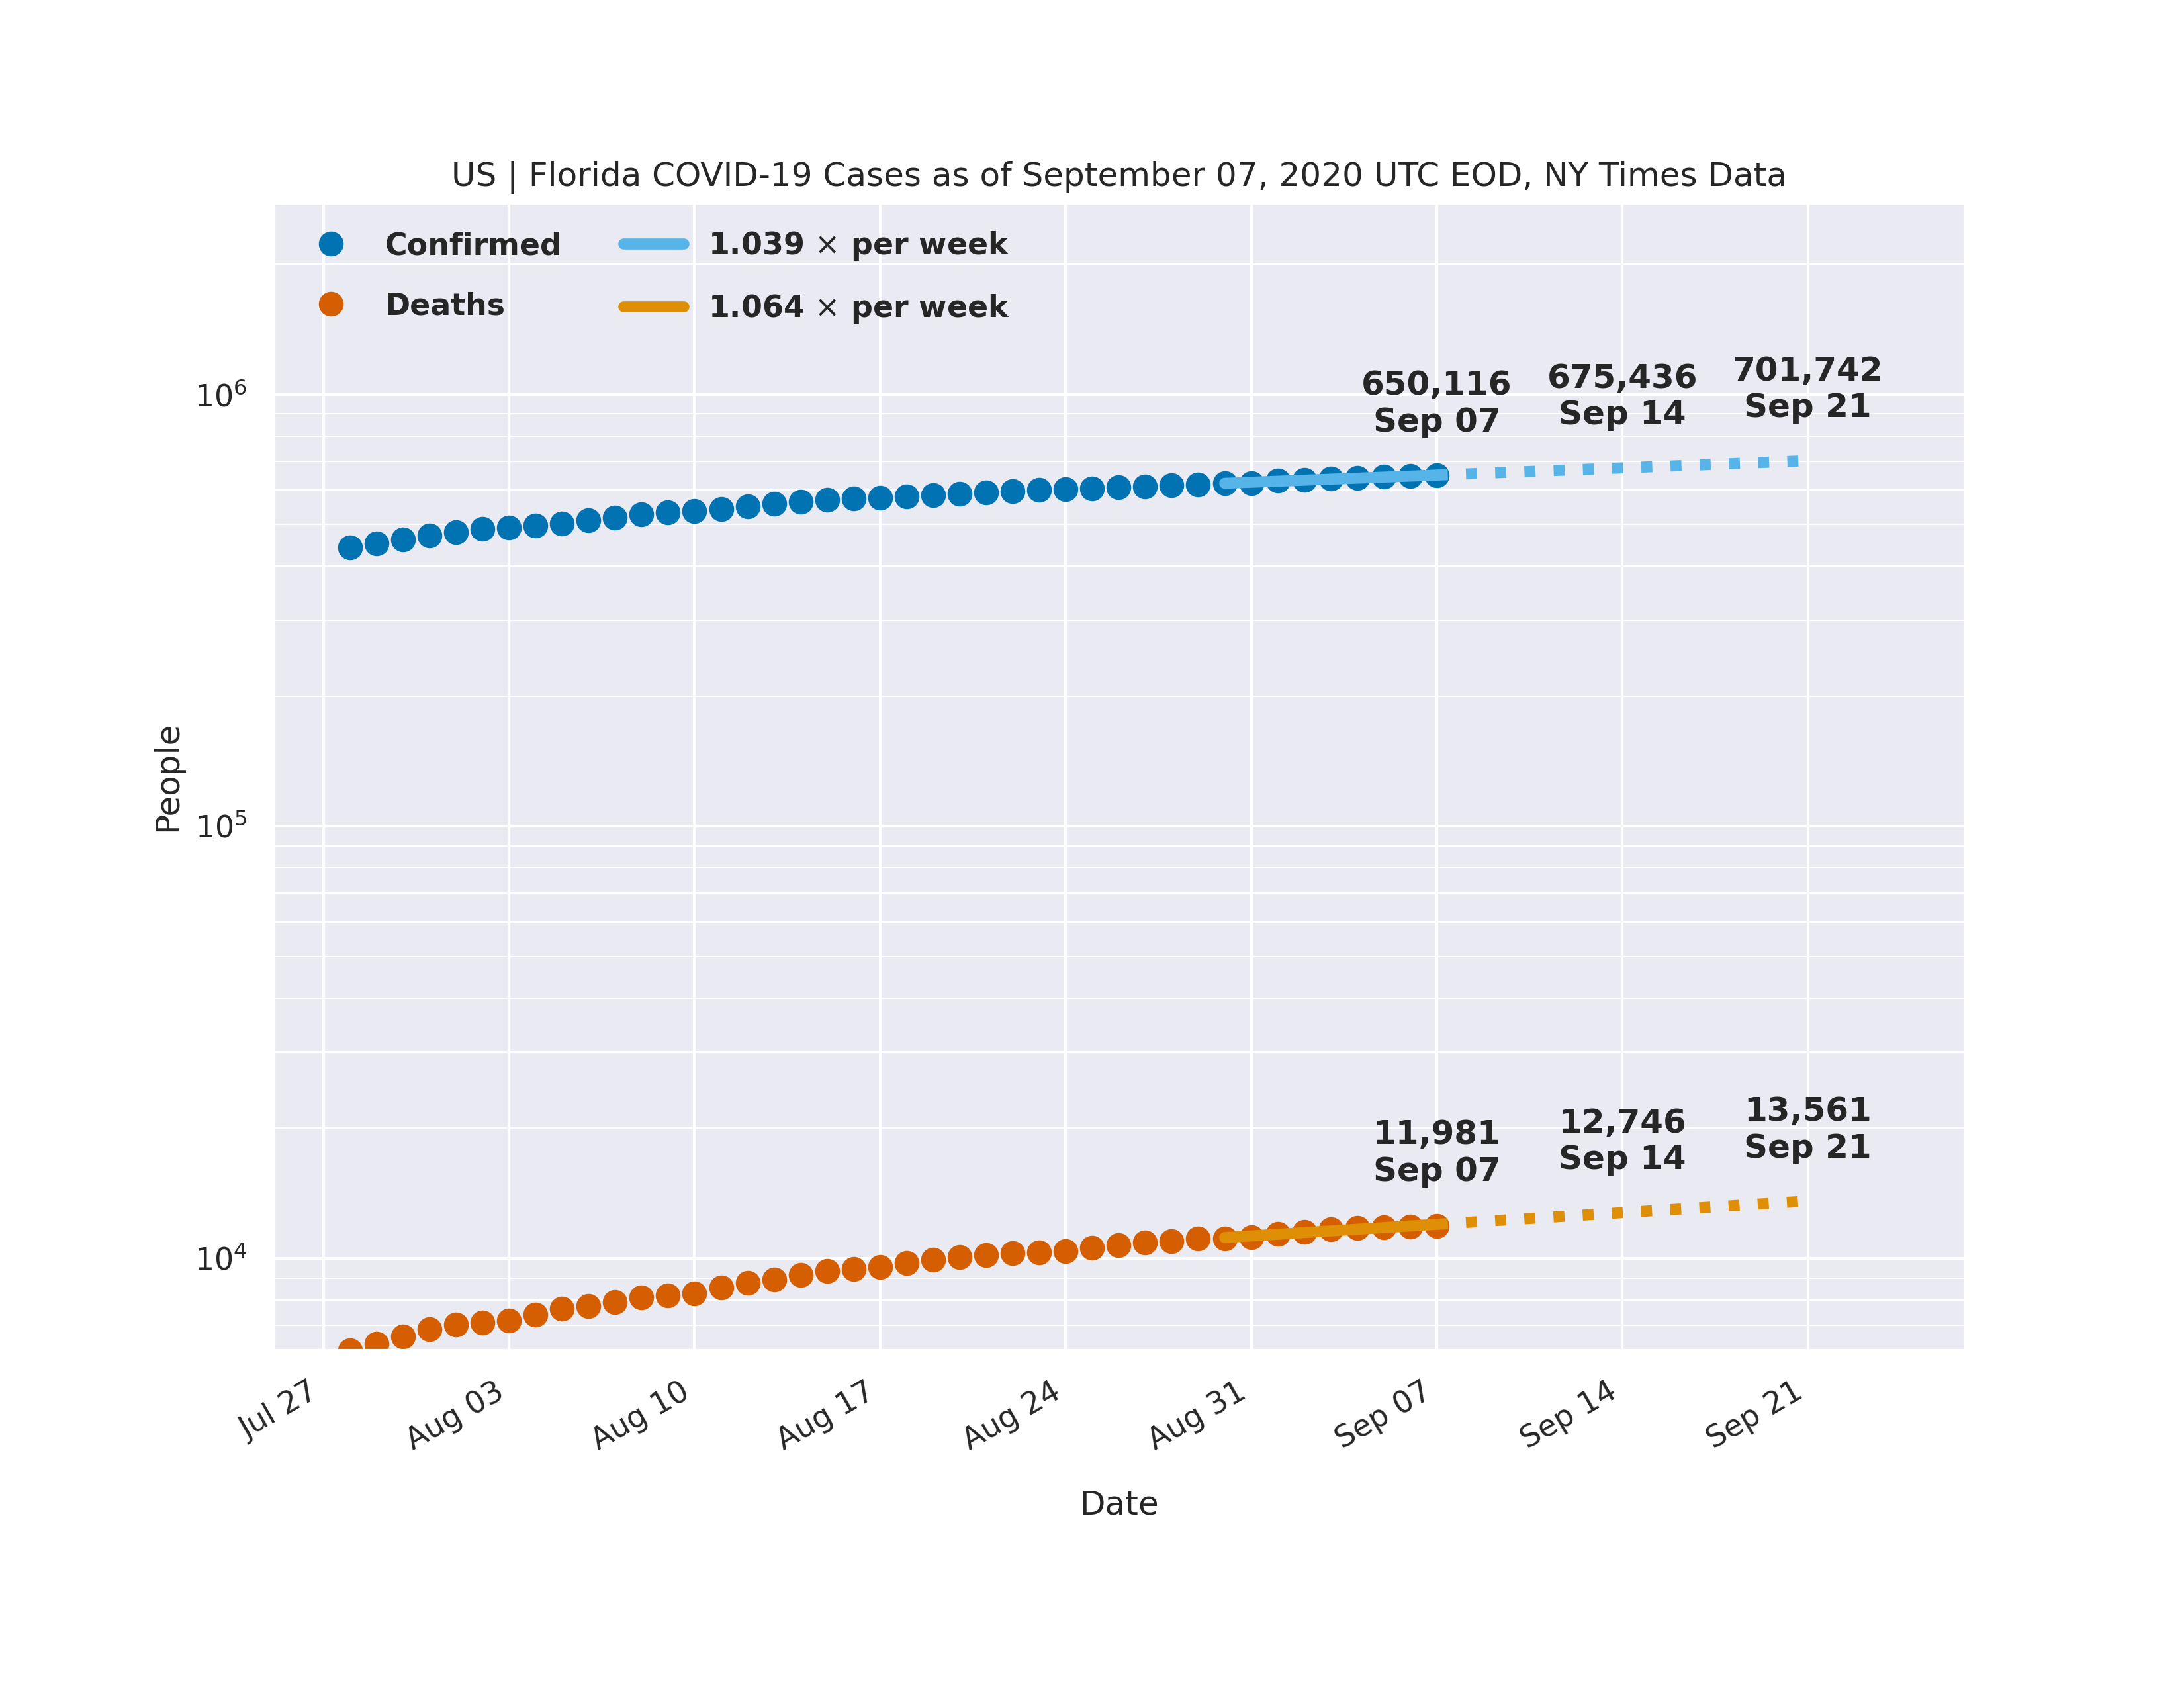 US | Florida COVID-19 Cases as of September 07, 2020 UTC EOD, NY Times Data
Confirmed
1.039 × per week
Deaths
1.064 × per week
650,116
Sep 07
675,436
Sep 14
701,742
Sep 21
10⁶
10⁵
10⁴
People
11,981
Sep 07
12,746
Sep 14
13,561
Sep 21
Jul 27
Aug 03
Aug 10
Aug 17
Aug 24
Aug 31
Sep 07
Sep 14
Sep 21
Date